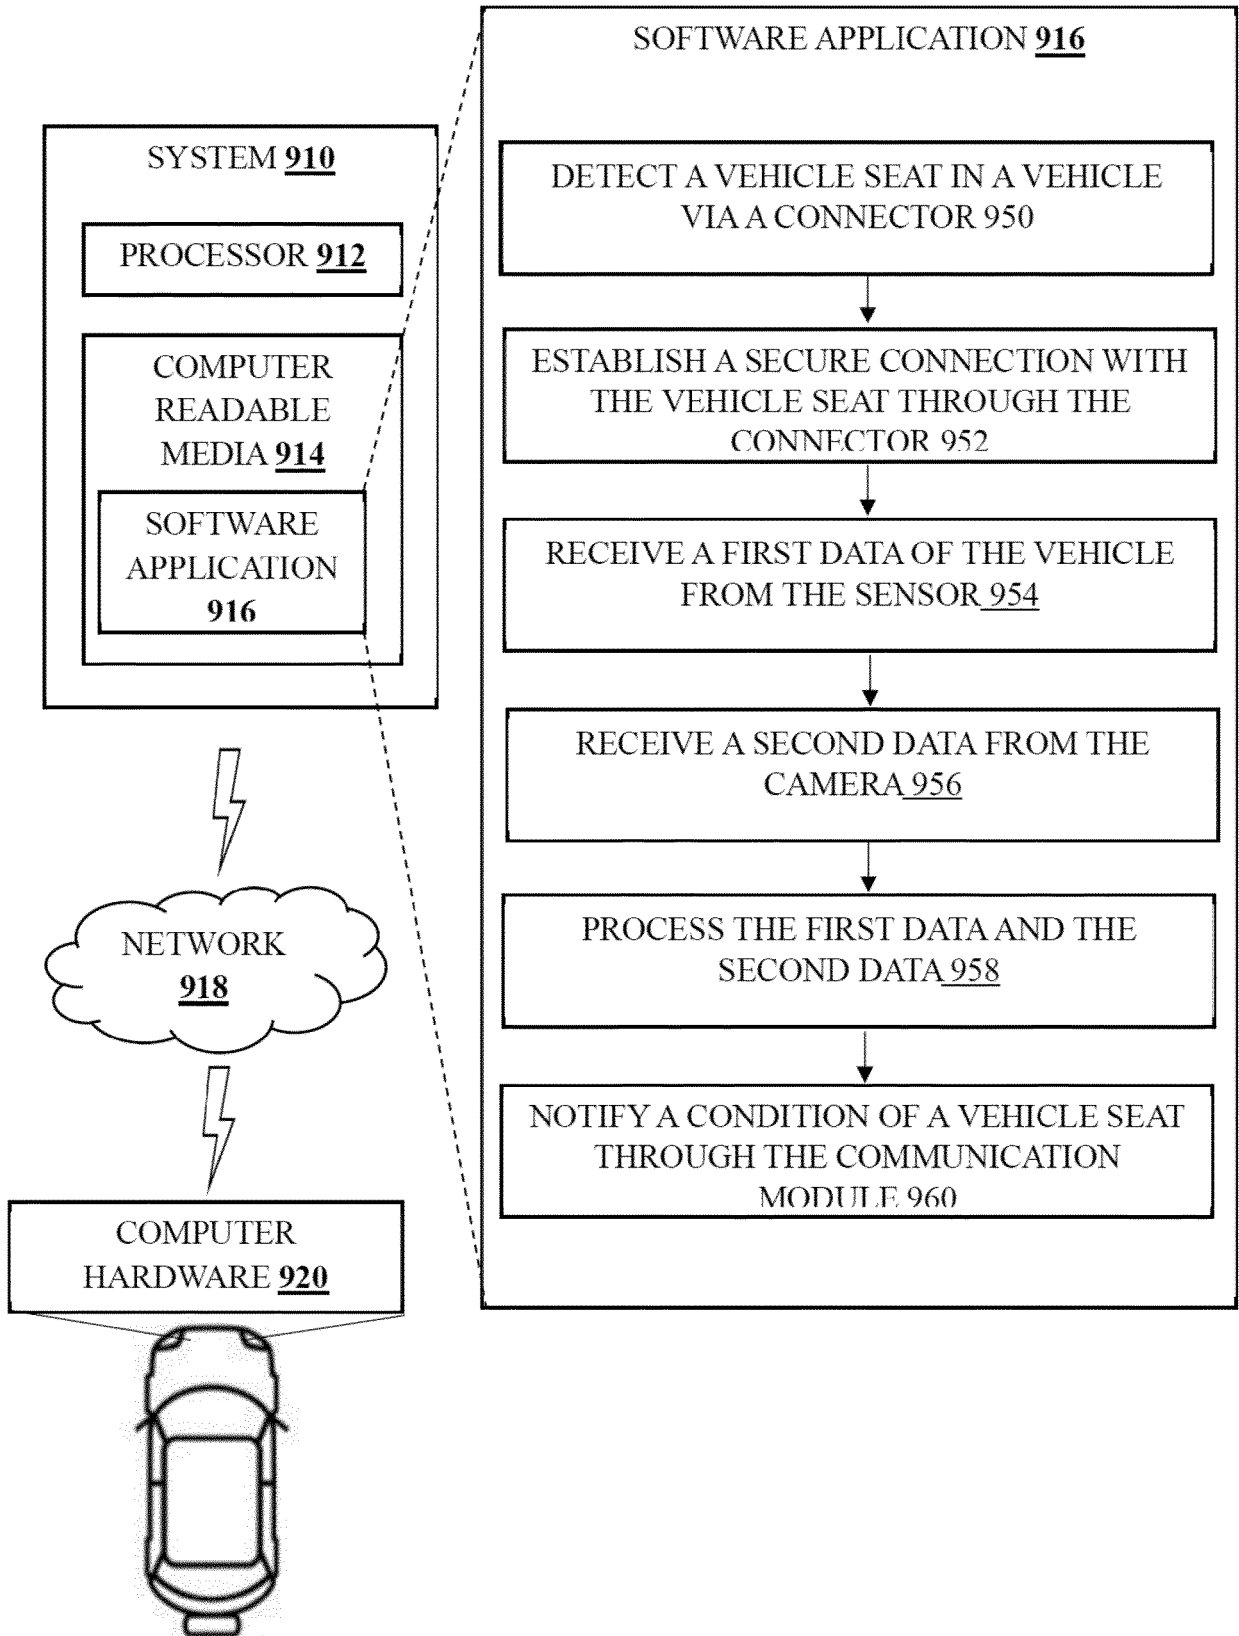 SYSTEM 910
PROCESSOR 912
COMPUTER
READABLE
MEDIA 914
SOFTWARE
APPLICATION
916
NETWORK
918
COMPUTER
HARDWARE 920
SOFTWARE APPLICATION 916
DETECT A VEHICLE SEAT IN A VEHICLE
VIA A CONNECTOR 950
ESTABLISH A SECURE CONNECTION WITH
THE VEHICLE SEAT THROUGH THE
CONNECTOR 952
RECEIVE A FIRST DATA OF THE VEHICLE
FROM THE SENSOR 954
RECEIVE A SECOND DATA FROM THE
CAMERA 956
PROCESS THE FIRST DATA AND THE
SECOND DATA 958
NOTIFY A CONDITION OF A VEHICLE SEAT
THROUGH THE COMMUNICATION
MODULE 960